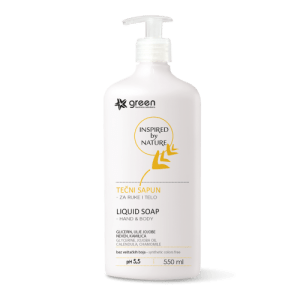 green
INSPIRED
by
NATURE
TEČNI SAPUN
- ZA RUKE I TELO
LIQUID SOAP
- HAND & BODY
GLICERIN, ULJE JOJOBE
NEVEN, KAMILICA
GLYCERINE, JOJOBA OIL
CALENDULA, CHAMOMILE
pH 5,5
550 ml